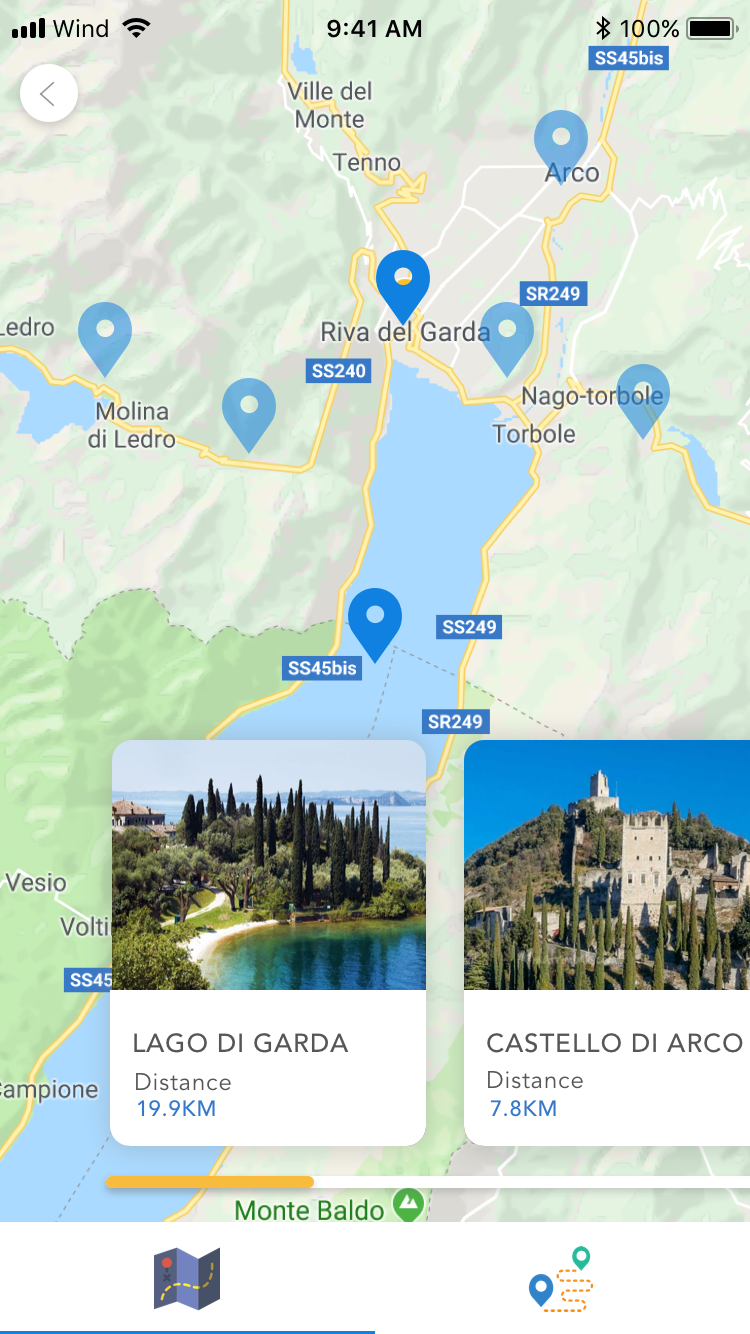 Wind
9:41 AM
100%
SS45bis
Ville del
Monte
Tenno
Arco
SR249
Ledro
Riva del Garda
SS240
Molina
di Ledro
Nago-torbole
Torbole
SS249
SS45bis
SR249
Vesio
Volti
SS45
Campione
LAGO DI GARDA
Distance
19.9KM
CASTELLO DI ARCO
Distance
7.8KM
Monte Baldo